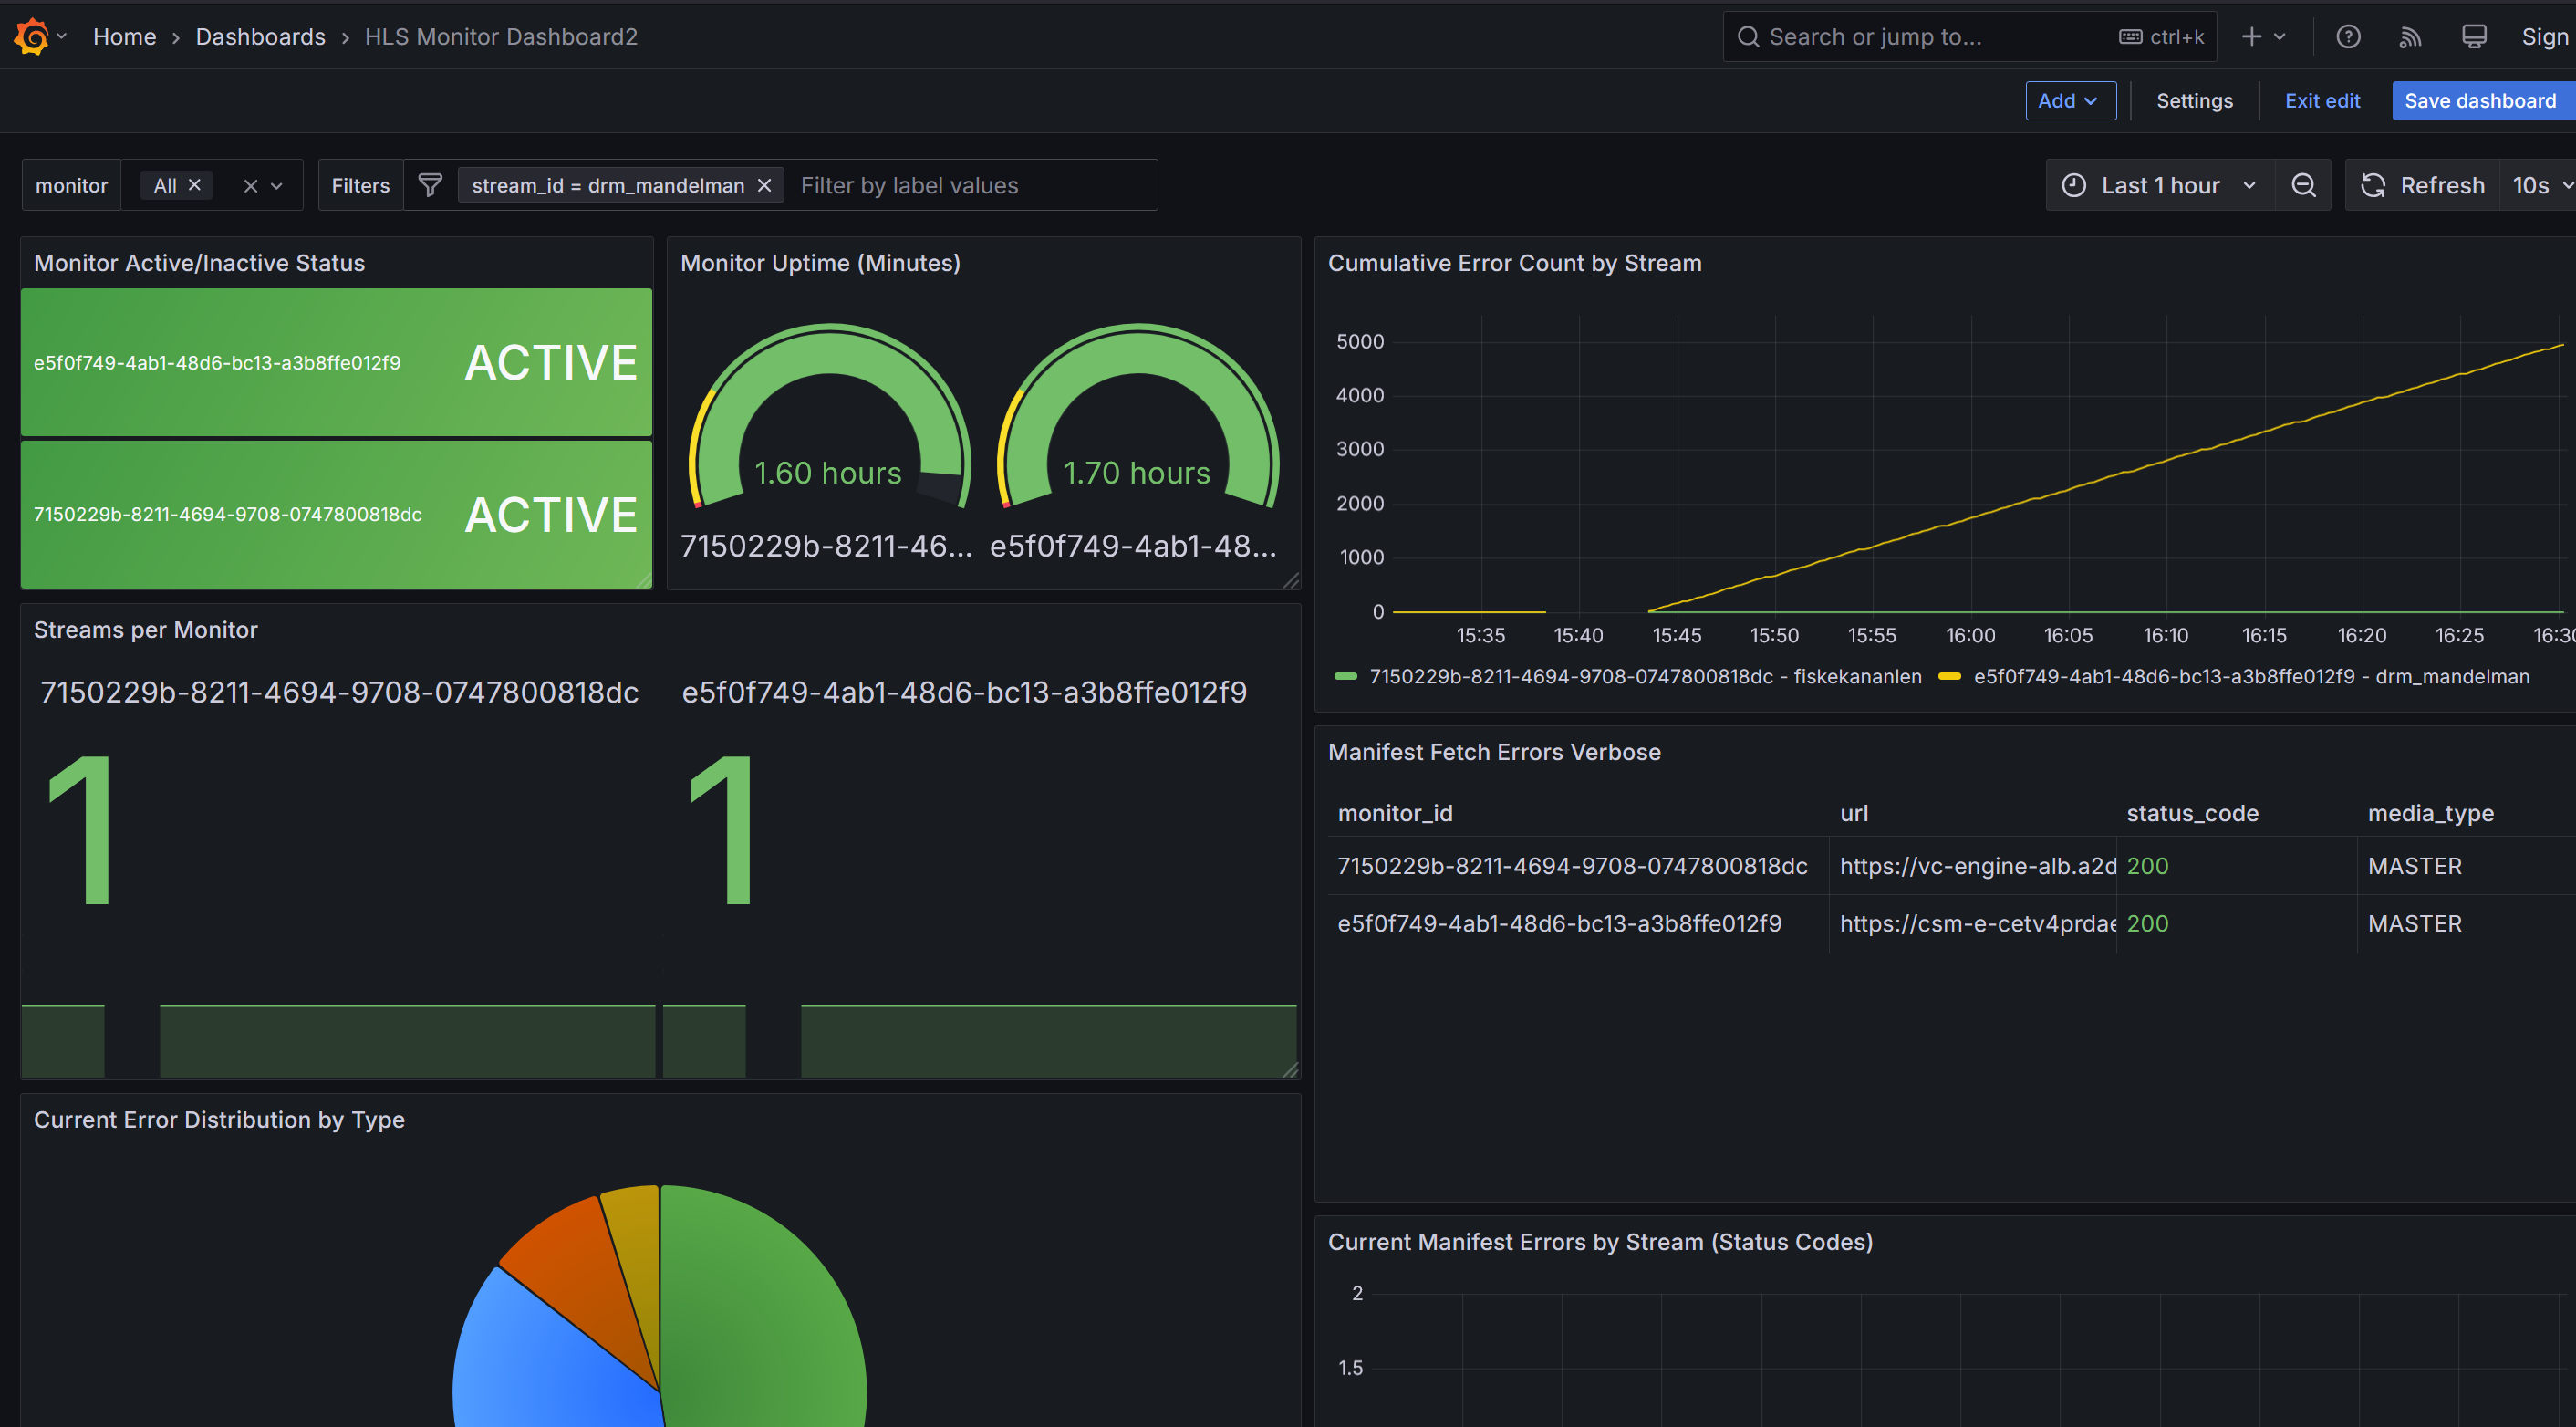 Home › Dashboards › HLS Monitor Dashboard2
Search or jump to... ctrl+k
Sign
Add
Settings
Exit edit
Save dashboard
monitor All
Filters stream_id = drm_mandelman Filter by label values
Last 1 hour
Refresh 10s
Monitor Active/Inactive Status
e5f0f749-4ab1-48d6-bc13-a3b8ffe012f9 ACTIVE
7150229b-8211-4694-9708-0747800818dc ACTIVE
Monitor Uptime (Minutes)
1.60 hours 1.70 hours
7150229b-8211-46... e5f0f749-4ab1-48...
Cumulative Error Count by Stream
5000
4000
3000
2000
1000
0
15:35 15:40 15:45 15:50 15:55 16:00 16:05 16:10 16:15 16:20 16:25 16:30
7150229b-8211-4694-9708-0747800818dc - fiskekananlen e5f0f749-4ab1-48d6-bc13-a3b8ffe012f9 - drm_mandelman
Streams per Monitor
7150229b-8211-4694-9708-0747800818dc e5f0f749-4ab1-48d6-bc13-a3b8ffe012f9
1 1
Manifest Fetch Errors Verbose
monitor_id url status_code media_type
7150229b-8211-4694-9708-0747800818dc https://vc-engine-alb.a2d 200 MASTER
e5f0f749-4ab1-48d6-bc13-a3b8ffe012f9 https://csm-e-cetv4prdae 200 MASTER
Current Error Distribution by Type
Current Manifest Errors by Stream (Status Codes)
2
1.5